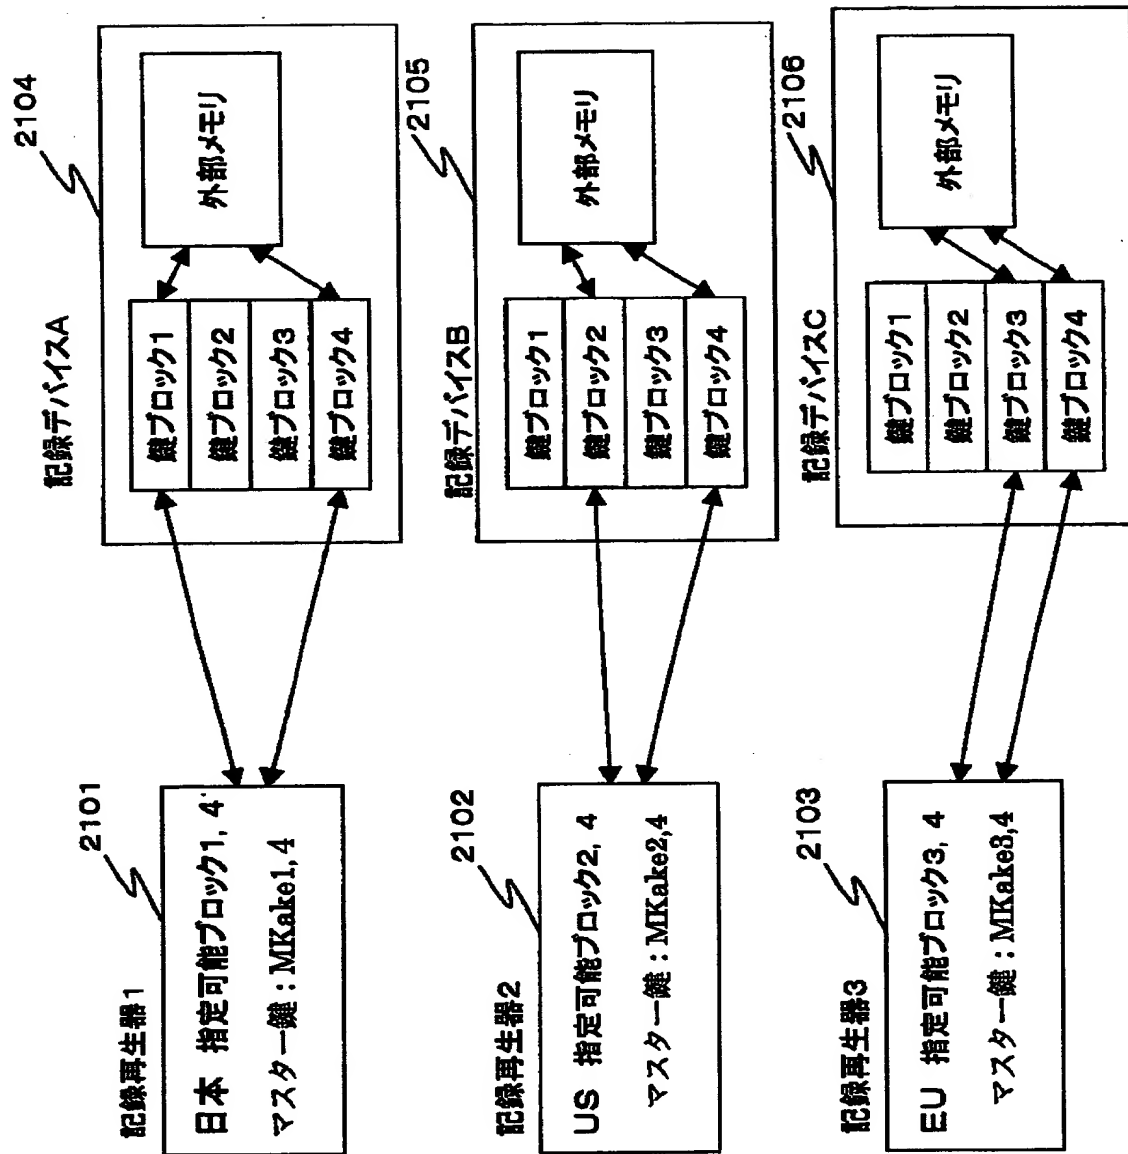 2101
記録再生器1
日本 指定可能ブロック1, 4
マスター鍵:MKake1, 4
2104
記録デバイスA
鍵ブロック1
鍵ブロック2
鍵ブロック3
鍵ブロック4
外部メモリ
2102
記録再生器2
US 指定可能ブロック2, 4
マスター鍵:MKake2,4
2105
記録デバイスB
鍵ブロック1
鍵ブロック2
鍵ブロック3
鍵ブロック4
外部メモリ
2103
記録再生器3
EU 指定可能ブロック3, 4
マスター鍵:MKake3,4
2106
記録デバイスC
鍵ブロック1
鍵ブロック2
鍵ブロック3
鍵ブロック4
外部メモリ